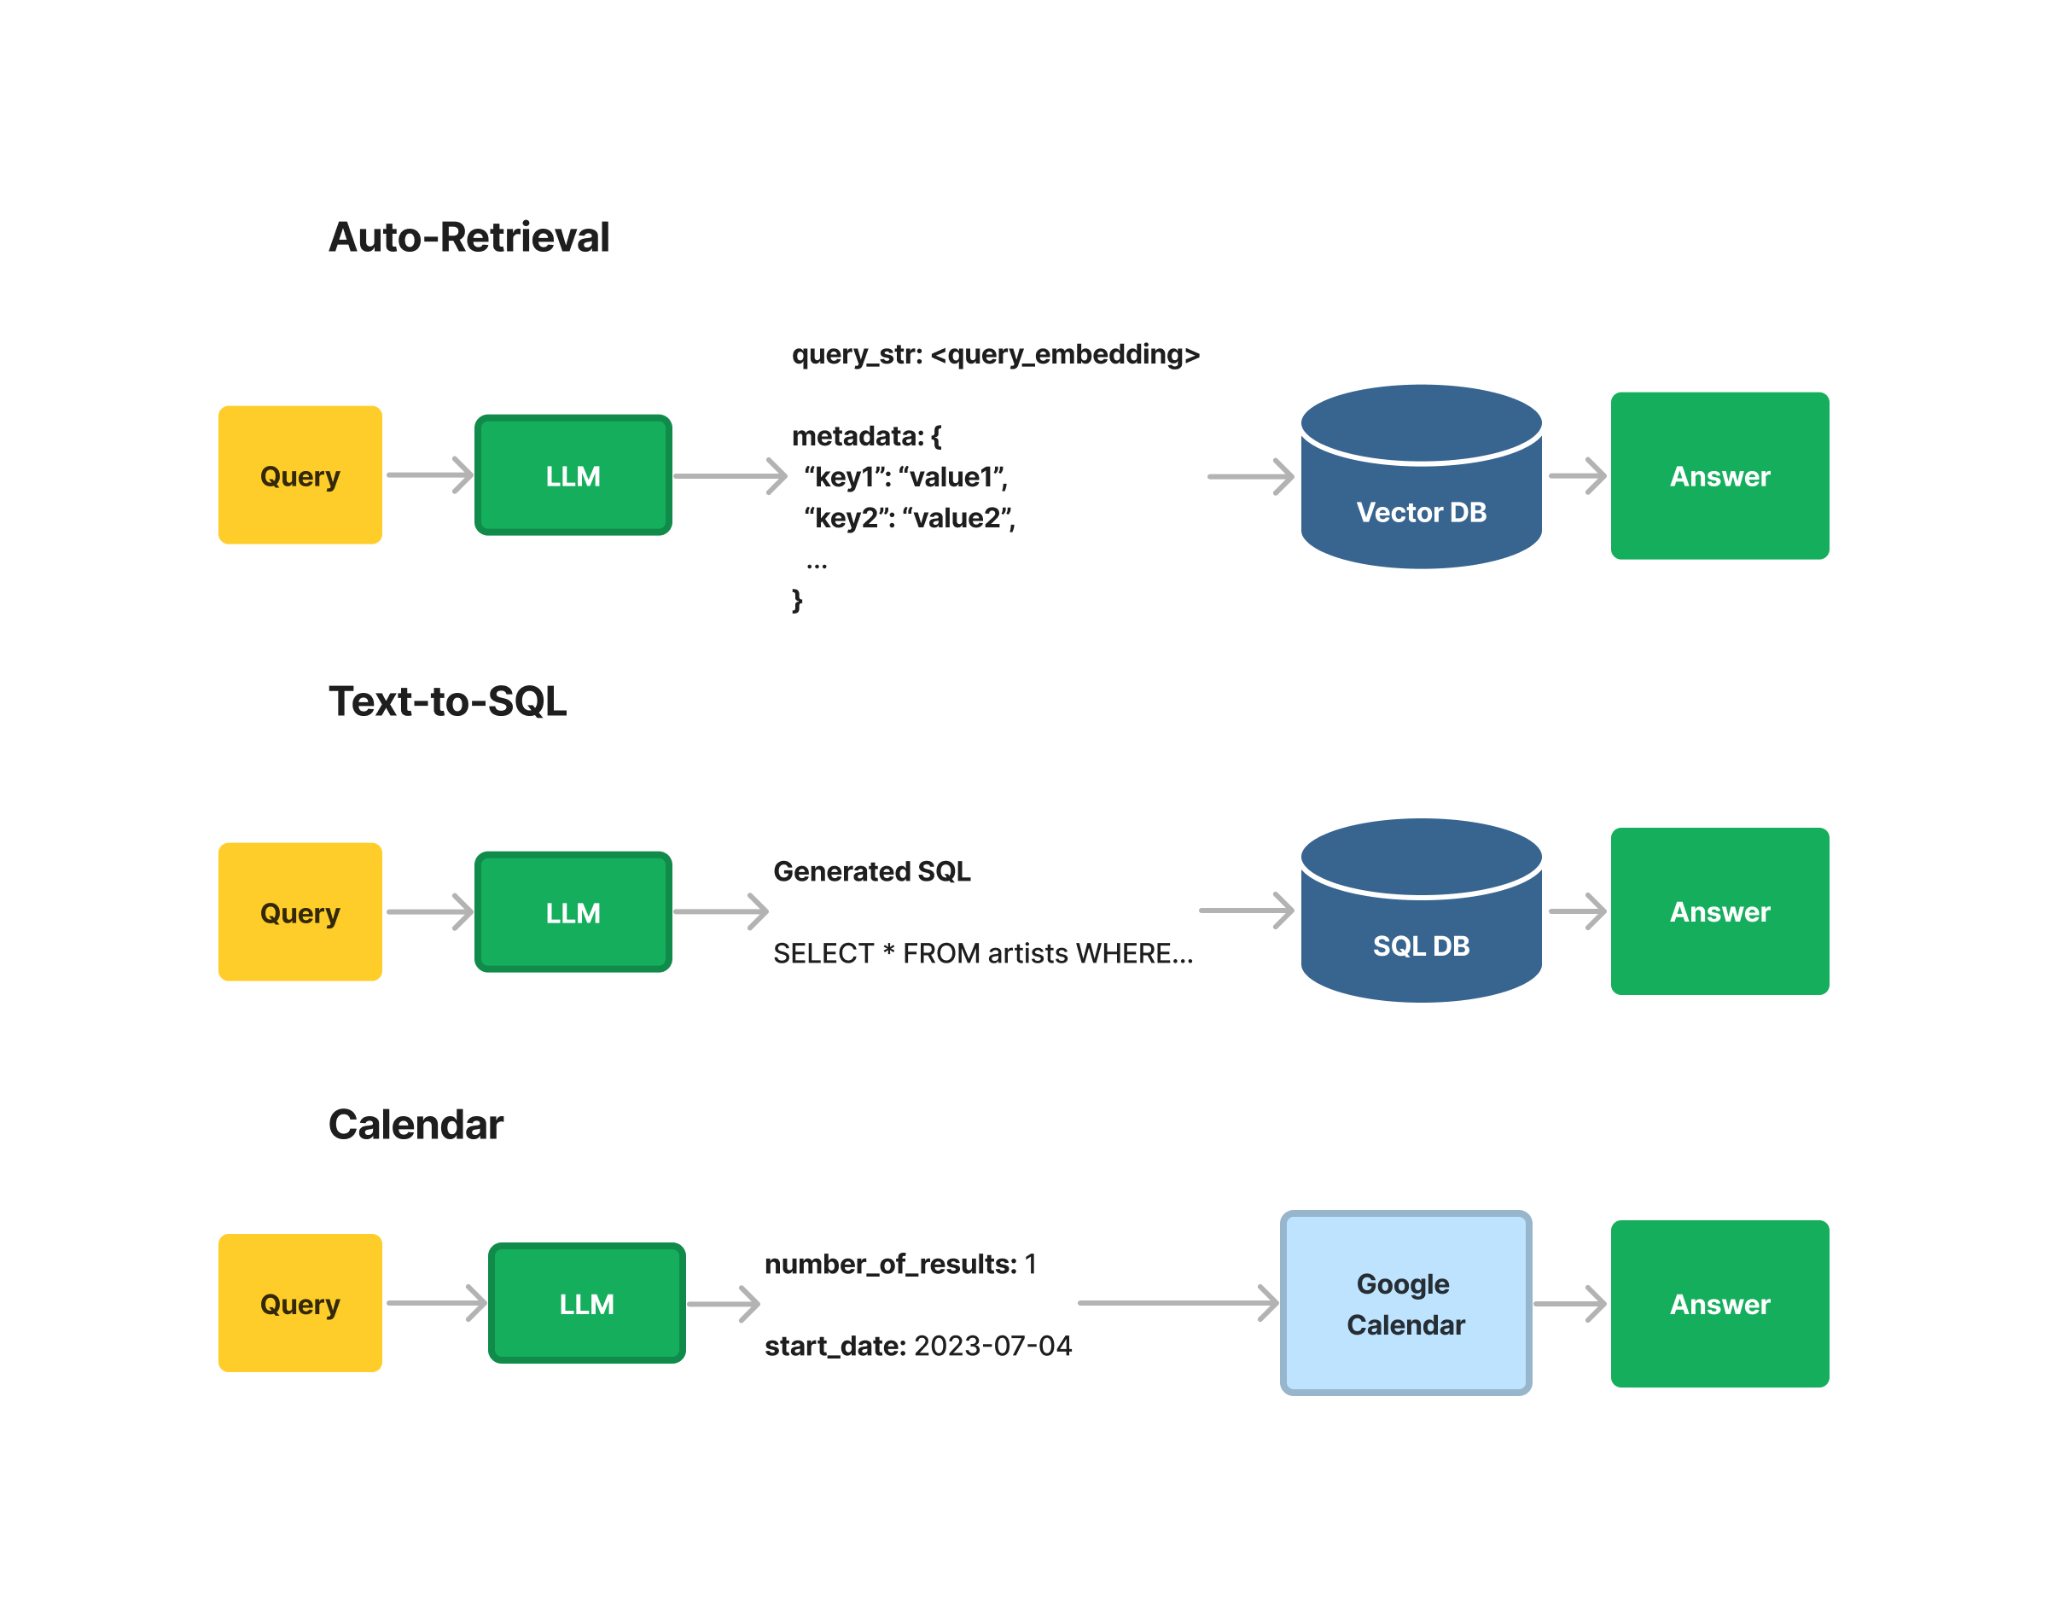 Auto-Retrieval
Query
LLM
query_str: <query_embedding>
metadata: {
“key1”: “value1”,
“key2”: “value2”,
...
}
Vector DB
Answer
Text-to-SQL
Query
LLM
Generated SQL
SELECT * FROM artists WHERE...
SQL DB
Answer
Calendar
Query
LLM
number_of_results: 1
start_date: 2023-07-04
Google
Calendar
Answer